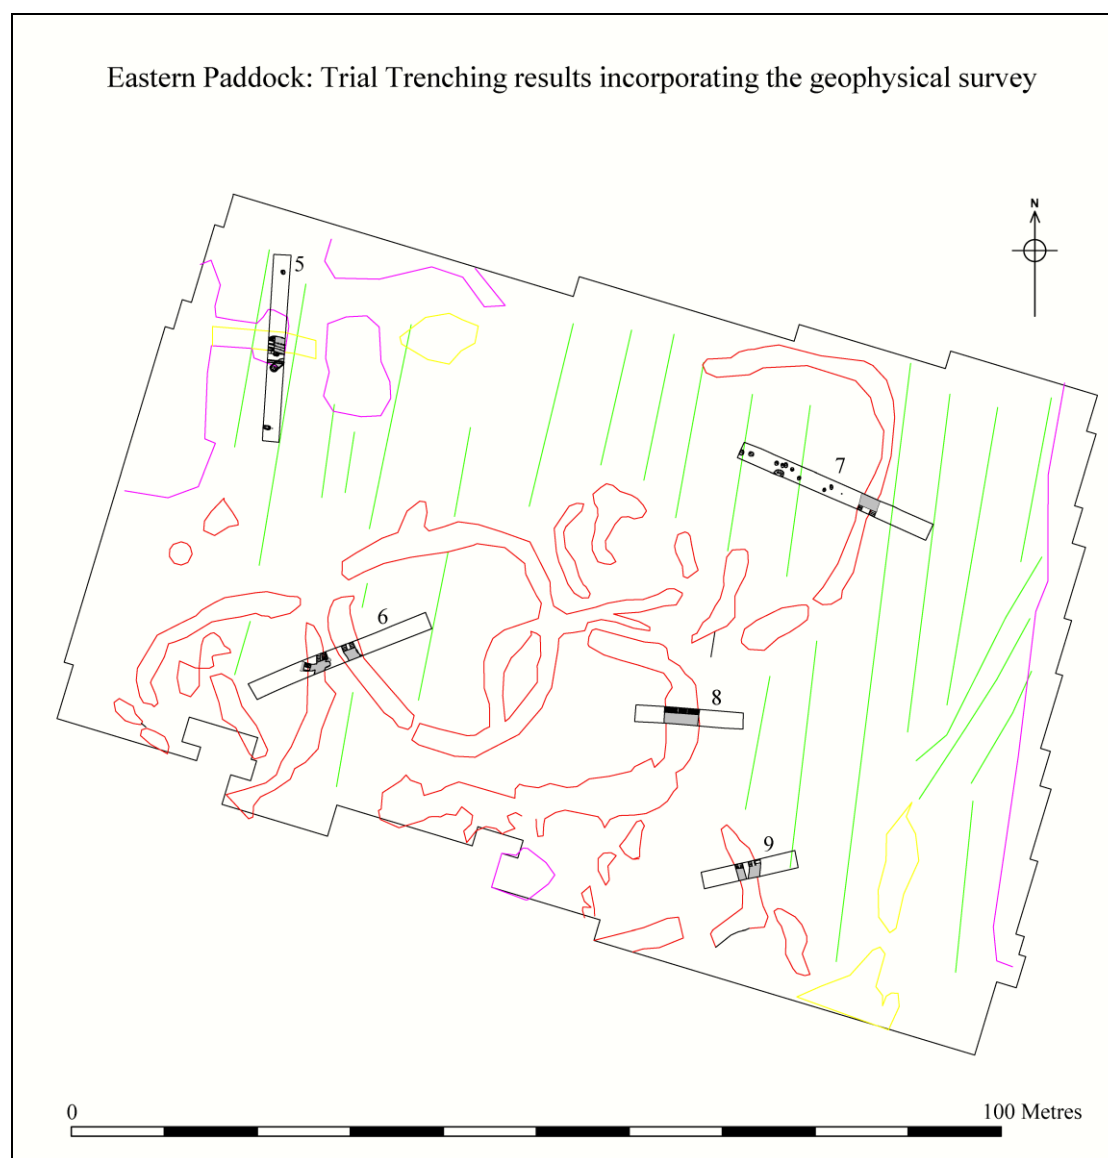 Eastern Paddock: Trial Trenching results incorporating the geophysical survey
N
5
7
6
8
9
0 100 Metres